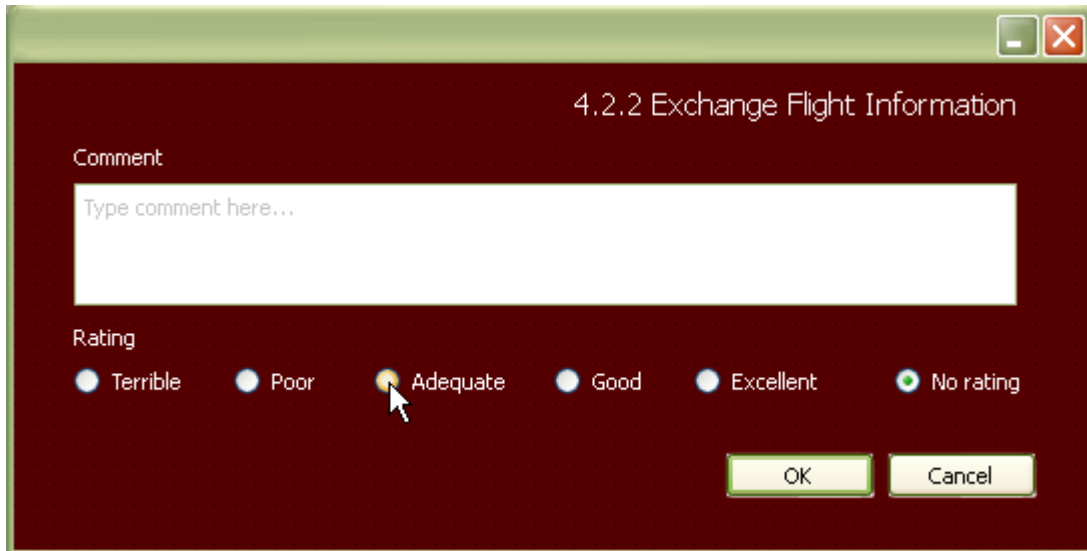 4.2.2 Exchange Flight Information
Comment
Type comment here...
Rating
Terrible Poor Adequate Good Excellent No rating
OK Cancel